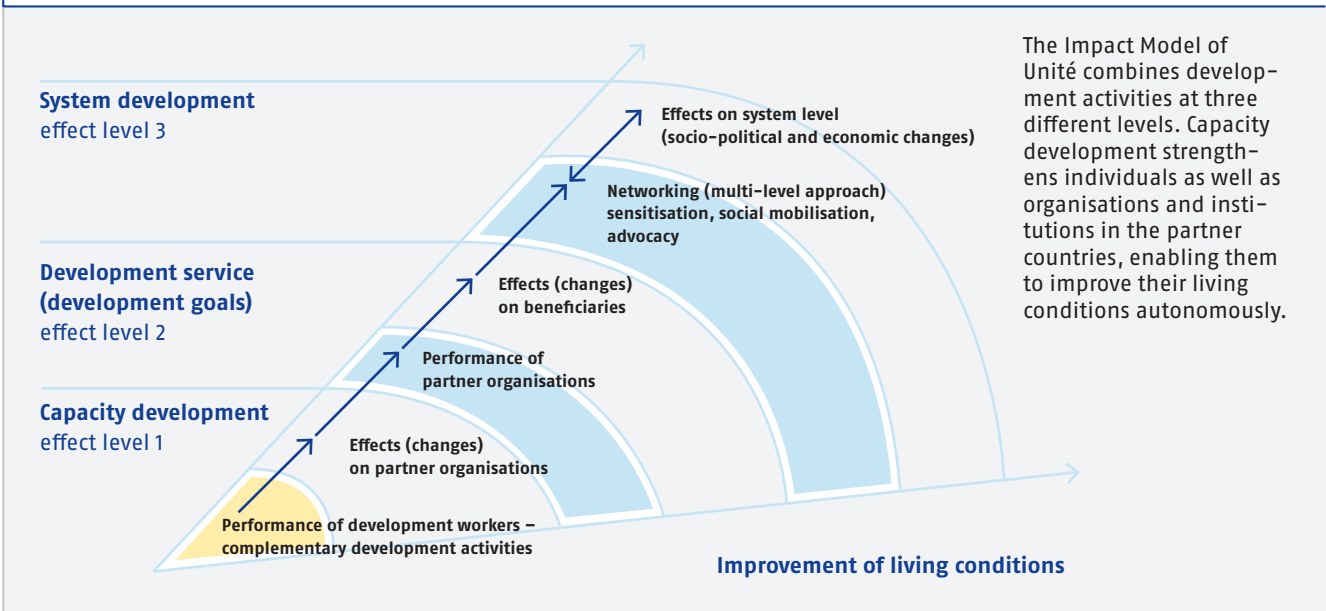 System development
effect level 3
Development service
(development goals)
effect level 2
Capacity development
effect level 1
Effects on system level
(socio-political and economic changes)
Networking (multi-level approach)
sensitisation, social mobilisation,
advocacy
Effects (changes)
on beneficiaries
Performance of
partner organisations
Effects (changes)
on partner organisations
Performance of development workers –
complementary development activities
Improvement of living conditions
The Impact Model of
Unité combines develop-
ment activities at three
different levels. Capacity
development strength-
ens individuals as well as
organisations and insti-
tutions in the partner
countries, enabling them
to improve their living
conditions autonomously.